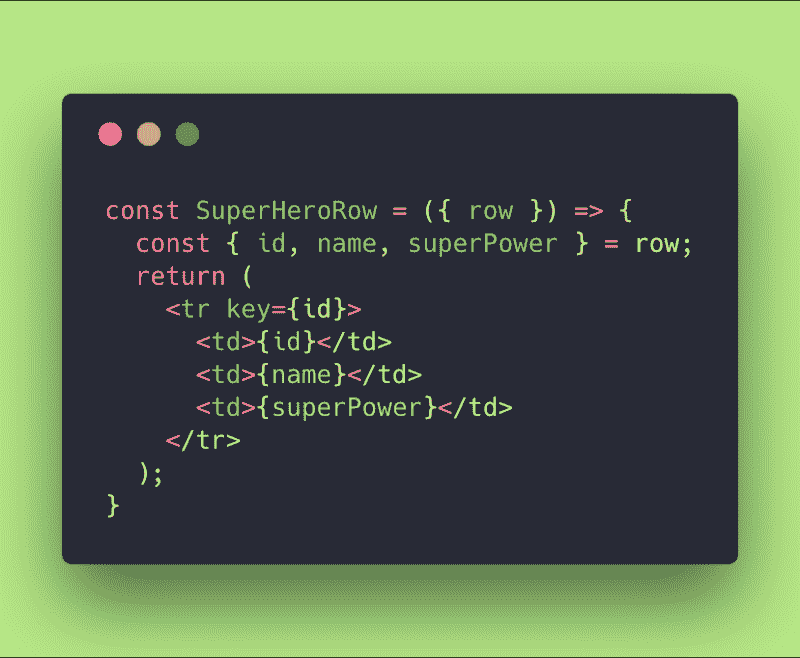 const SuperHeroRow = ({ row }) => {
  const { id, name, superPower } = row;
  return (
    <tr key={id}>
      <td>{id}</td>
      <td>{name}</td>
      <td>{superPower}</td>
    </tr>
  );
}